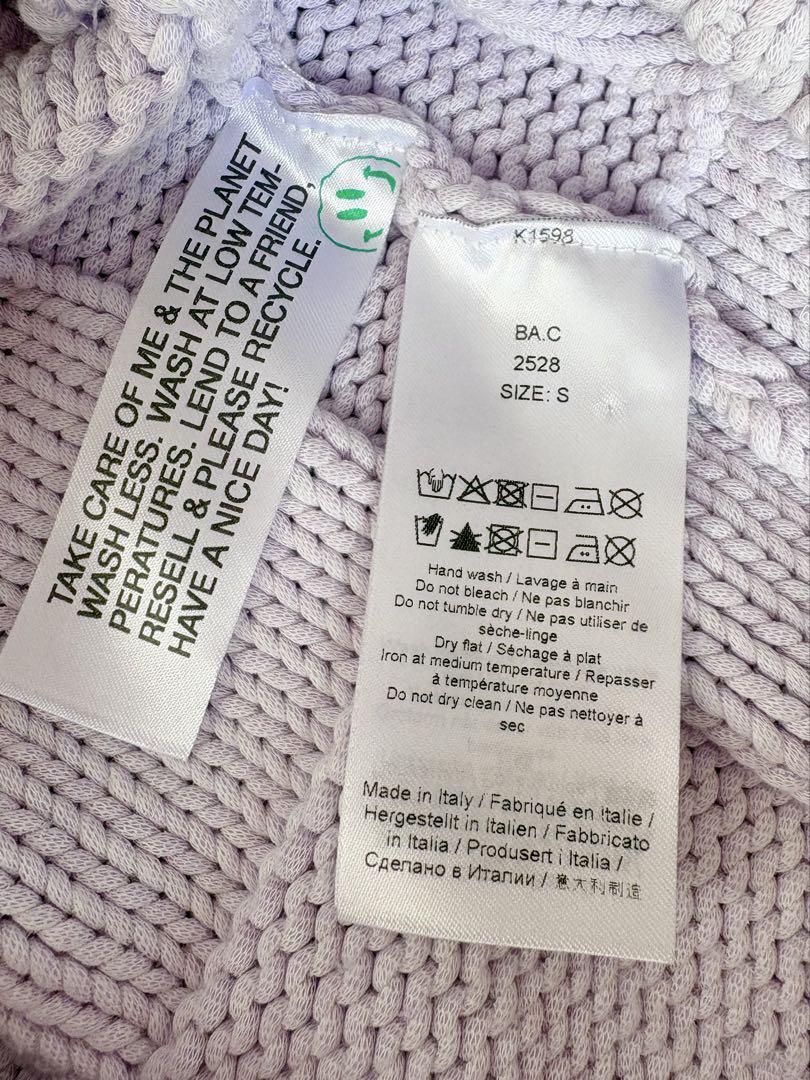 TAKE CARE OF ME & THE PLANET
WASH LESS. WASH AT LOW TEM-
PERATURES. LEND TO A FRIEND,
RESELL & PLEASE RECYCLE.
HAVE A NICE DAY!
K1598
BA.C
2528
SIZE: S
Hand wash / Lavage à main
Do not bleach / Ne pas blanchir
Do not tumble dry / Ne pas utiliser de
sèche-linge
Dry flat / Séchage à plat
Iron at medium temperature / Repasser
à température moyenne
Do not dry clean / Ne pas nettoyer à
sec
Made in Italy / Fabriqué en Italie /
Hergestellt in Italien / Fabbricato
in Italia / Produsert i Italia /
Сделано в Италии / 意大利制造